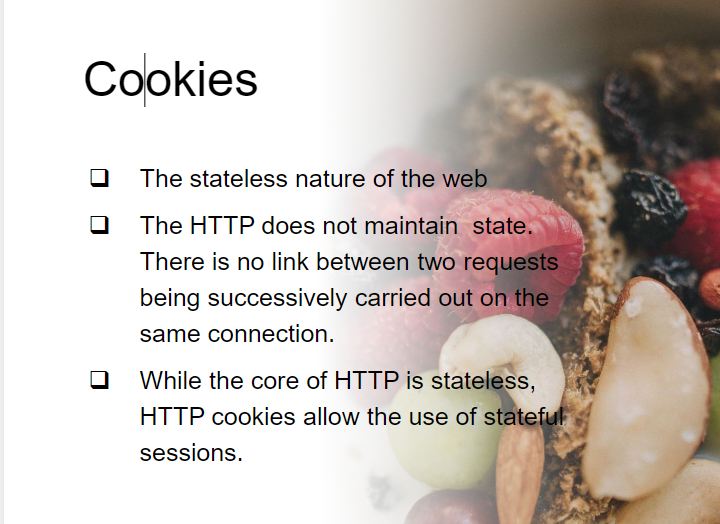 Cookies
The stateless nature of the web
The HTTP does not maintain  state.
There is no link between two requests
being successively carried out on the
same connection.
While the core of HTTP is stateless,
HTTP cookies allow the use of stateful
sessions.